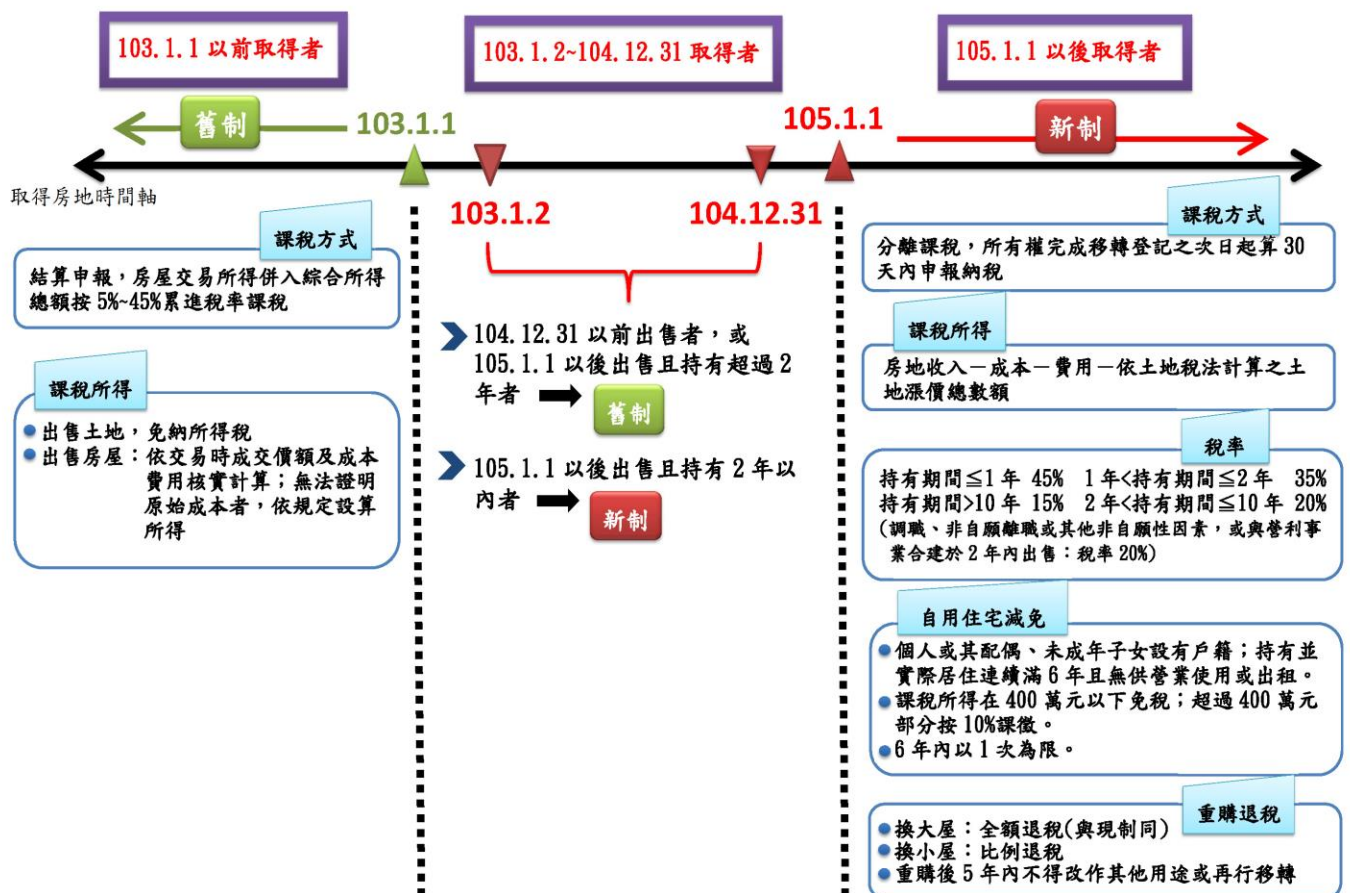 103.1.1 以前取得者
103.1.2~104.12.31 取得者
105.1.1 以後取得者
舊制
103.1.1
105.1.1
新制
取得房地時間軸
103.1.2
104.12.31
課稅方式
結算申報，房屋交易所得併入綜合所得
總額按 5%~45%累進稅率課稅
課稅所得
出售土地，免納所得稅
出售房屋：依交易時成交價額及成本
費用核實計算；無法證明
原始成本者，依規定設算
所得
104.12.31 以前出售者，或
105.1.1 以後出售且持有超過 2
年者
舊制
105.1.1 以後出售且持有 2 年以
內者
新制
課稅方式
分離課稅，所有權完成移轉登記之次日起算 30
天內申報納稅
課稅所得
房地收入－成本－費用－依土地稅法計算之土
地漲價總數額
稅率
持有期間≦1 年 45% 1 年<持有期間≦2 年 35%
持有期間>10 年 15% 2 年<持有期間≦10 年 20%
(調職、非自願離職或其他非自願性因素，或與營利事
業合建於 2 年內出售：稅率 20%)
自用住宅減免
個人或其配偶、未成年子女設有戶籍；持有並
實際居住連續滿 6 年且無供營業使用或出租。
課稅所得在 400 萬元以下免稅；超過 400 萬元
部分按 10%課徵。
6 年內以 1 次為限。
重購退稅
換大屋：全額退稅(與現制同)
換小屋：比例退稅
重購後 5 年內不得改作其他用途或再行移轉